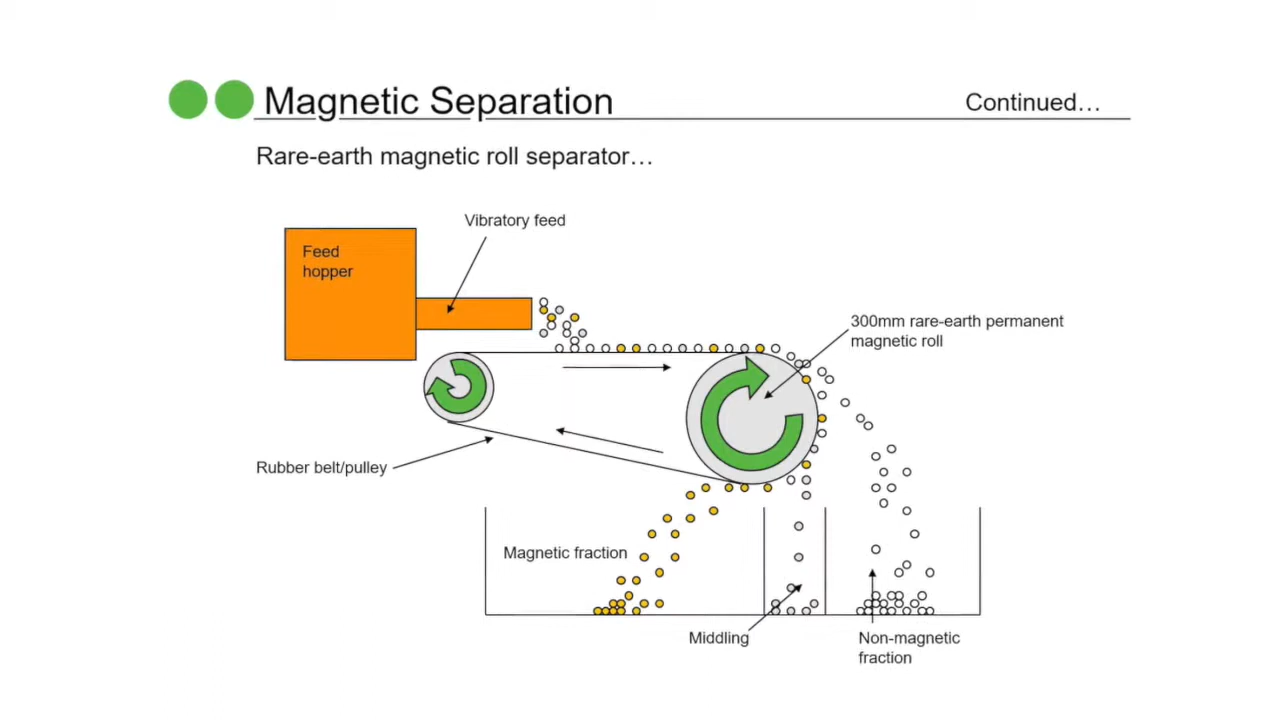 Magnetic Separation
Continued…
Rare-earth magnetic roll separator…
Vibratory feed
Feed
hopper
300mm rare-earth permanent
magnetic roll
Rubber belt/pulley
Magnetic fraction
Middling
Non-magnetic
fraction